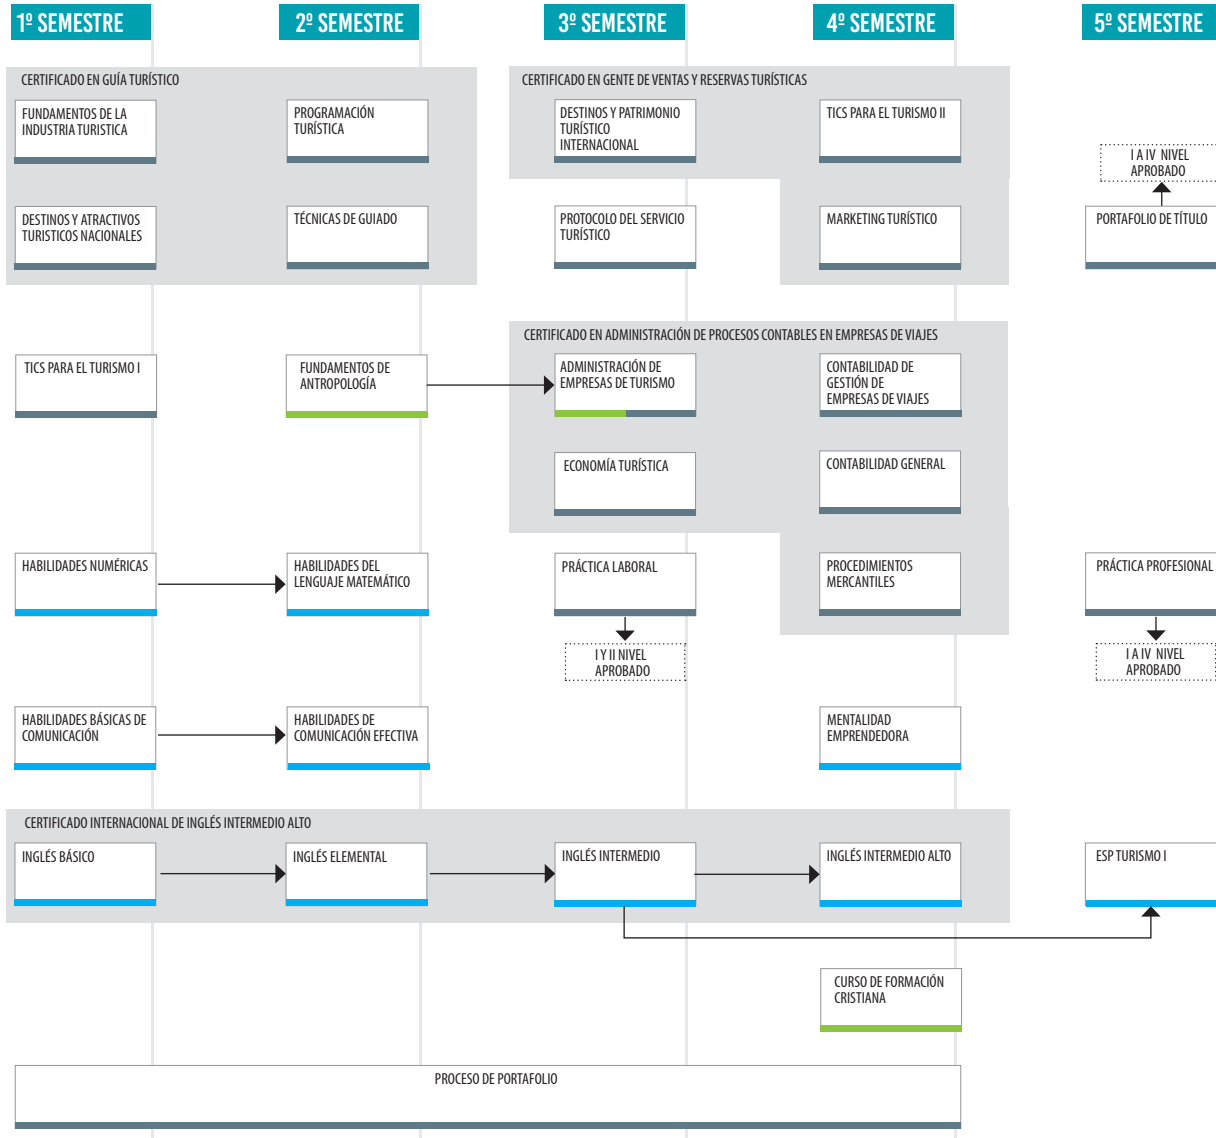 1º SEMESTRE
2º SEMESTRE
3º SEMESTRE
4º SEMESTRE
5º SEMESTRE
CERTIFICADO EN GUÍA TURÍSTICO
CERTIFICADO EN GENTE DE VENTAS Y RESERVAS TURÍSTICAS
FUNDAMENTOS DE LA
INDUSTRIA TURISTICA
PROGRAMACIÓN
TURÍSTICA
DESTINOS Y PATRIMONIO
TURÍSTICO
INTERNACIONAL
TICS PARA EL TURISMO II
I A IV NIVEL
APROBADO
DESTINOS Y ATRACTIVOS
TURISTICOS NACIONALES
TÉCNICAS DE GUIADO
PROTOCOLO DEL SERVICIO
TURÍSTICO
MARKETING TURÍSTICO
PORTAFOLIO DE TÍTULO
CERTIFICADO EN ADMINISTRACIÓN DE PROCESOS CONTABLES EN EMPRESAS DE VIAJES
TICS PARA EL TURISMO I
FUNDAMENTOS DE
ANTROPOLOGÍA
ADMINISTRACIÓN DE
EMPRESAS DE TURISMO
CONTABILIDAD DE
GESTIÓN DE
EMPRESAS DE VIAJES
ECONOMÍA TURÍSTICA
CONTABILIDAD GENERAL
HABILIDADES NUMÉRICAS
HABILIDADES DEL
LENGUAJE MATEMÁTICO
PRÁCTICA LABORAL
PROCEDIMIENTOS
MERCANTILES
PRÁCTICA PROFESIONAL
I Y II NIVEL
APROBADO
I A IV NIVEL
APROBADO
HABILIDADES BÁSICAS DE
COMUNICACIÓN
HABILIDADES DE
COMUNICACIÓN EFECTIVA
MENTALIDAD
EMPRENDEDORA
CERTIFICADO INTERNACIONAL DE INGLÉS INTERMEDIO ALTO
INGLÉS BÁSICO
INGLÉS ELEMENTAL
INGLÉS INTERMEDIO
INGLÉS INTERMEDIO ALTO
ESP TURISMO I
CURSO DE FORMACIÓN
CRISTIANA
PROCESO DE PORTAFOLIO